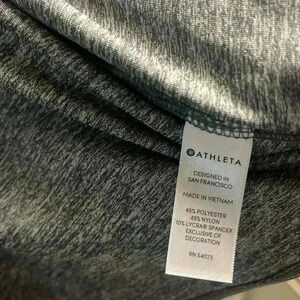 ATHLETA
DESIGNED IN
SAN FRANCISCO
MADE IN VIETNAM
45% POLYESTER
45% NYLON
10% LYCRA® SPANDEX
EXCLUSIVE OF
DECORATION
RN 54023